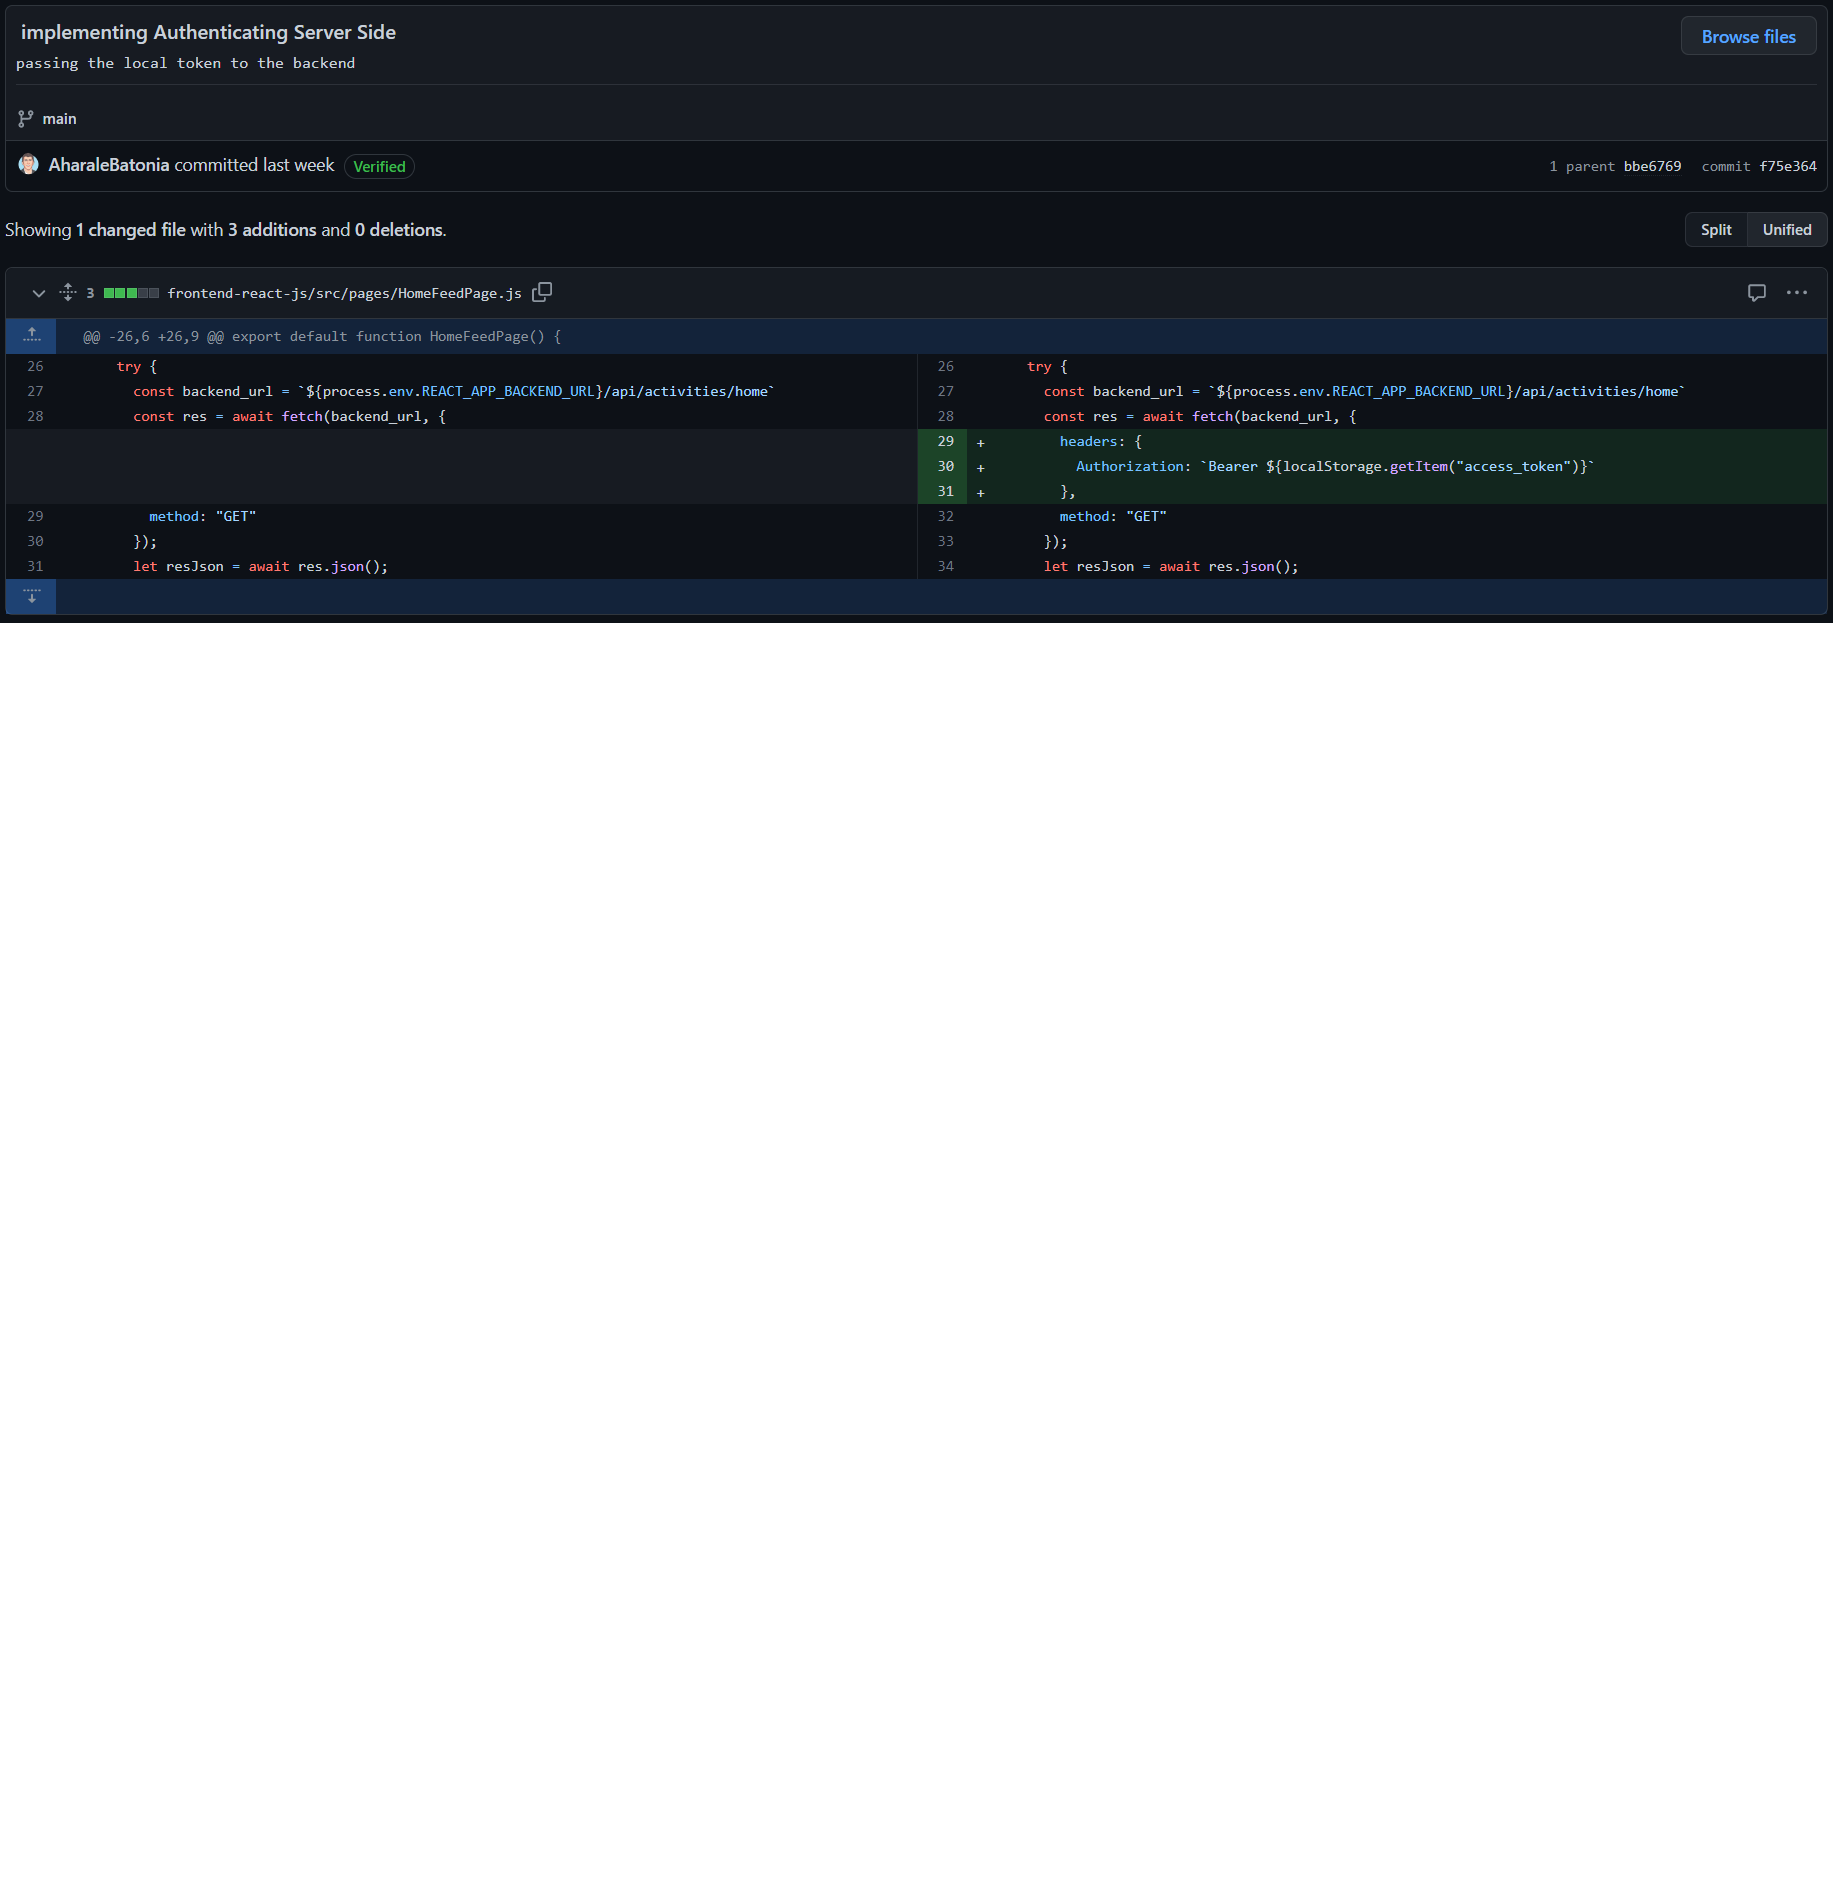 implementing Authenticating Server Side
Browse files
passing the local token to the backend
main
AharaleBatonia committed last week Verified
1 parent bbe6769 commit f75e364
Showing 1 changed file with 3 additions and 0 deletions.
Split Unified
3 frontend-react-js/src/pages/HomeFeedPage.js
@@ -26,6 +26,9 @@ export default function HomeFeedPage() {
26 try {
27 const backend_url = `${process.env.REACT_APP_BACKEND_URL}/api/activities/home`
28 const res = await fetch(backend_url, {
29 method: "GET"
30 });
31 let resJson = await res.json();
26 try {
27 const backend_url = `${process.env.REACT_APP_BACKEND_URL}/api/activities/home`
28 const res = await fetch(backend_url, {
29 + headers: {
30 + Authorization: `Bearer ${localStorage.getItem("access_token")}`
31 + },
32 method: "GET"
33 });
34 let resJson = await res.json();